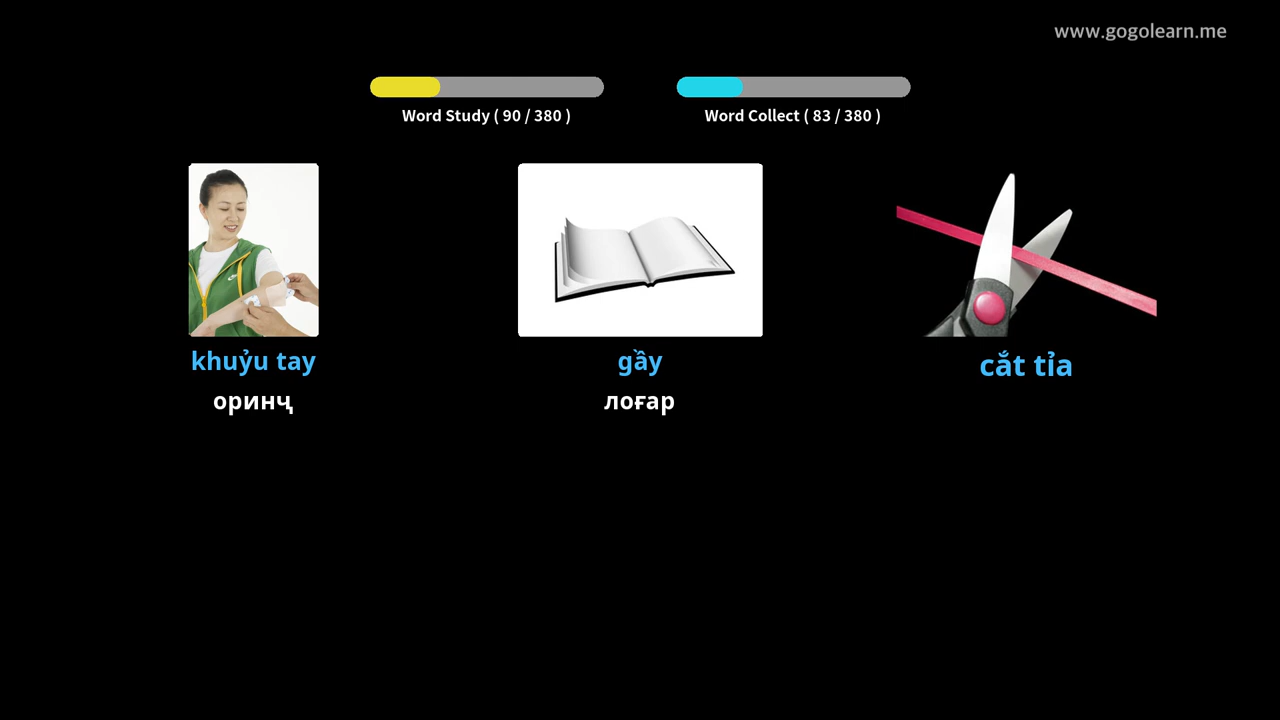 www.gogolearn.me
Word Study ( 90 / 380 )
Word Collect ( 83 / 380 )
khuỷu tay
gầy
cắt tỉa
оринҷ
лоғар